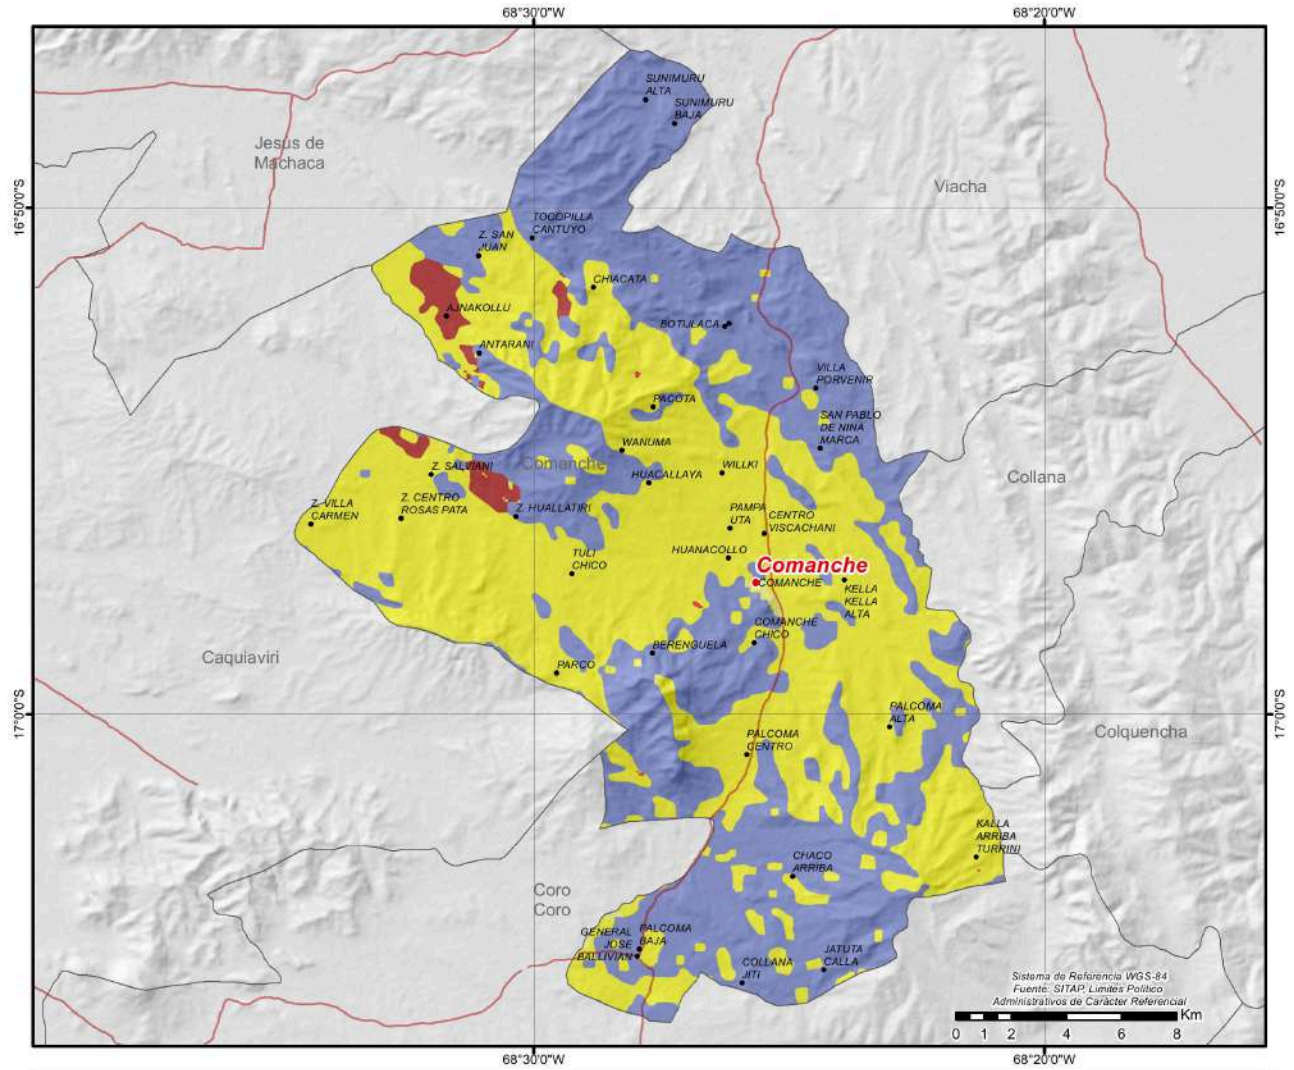 68°30'0"W
68°20'0"W
SUNIMURU
ALTA
SUNIMURU
BAJA
Jesus de
Machaca
Viacha
16°50'0"S
16°50'0"S
TOCOPILLA
CANTUYO
Z. SAN
JUAN
CHIACATA
AJNAKOLLU
BOTIJLACA
ANTARANI
VILLA
PORVENIR
PACOTA
SAN PABLO
DE NINA
MARCA
WANUMA
Comanche
Z. SALVIANI
HUACALLAYA
WILLKI
Collana
Z. VILLA
CARMEN
Z. CENTRO
ROSAS PATA
Z. HUALLATIRI
PAMPA
UTA
CENTRO
VISCACHANI
TULI
CHICO
HUANACOLLO
Comanche
COMANCHE
KELLA
KELLA
ALTA
COMANCHE
CHICO
BERENGUELA
Caquiaviri
PARCO
17°0'0"S
17°0'0"S
PALCOMA
ALTA
PALCOMA
CENTRO
Colquencha
KALLA
ARRIBA
TURRINI
CHACO
ARRIBA
Coro
Coro
GENERAL
JOSE
BALLIVIAN
PALCOMA
BAJA
COLLANA
JITI
JATUTA
CALLA
Sistema de Referencia WGS-84
Fuente: SITAP, Limites Politico
Administrativos de Carácter Referencial
Km
0 1 2 4 6 8
68°30'0"W
68°20'0"W